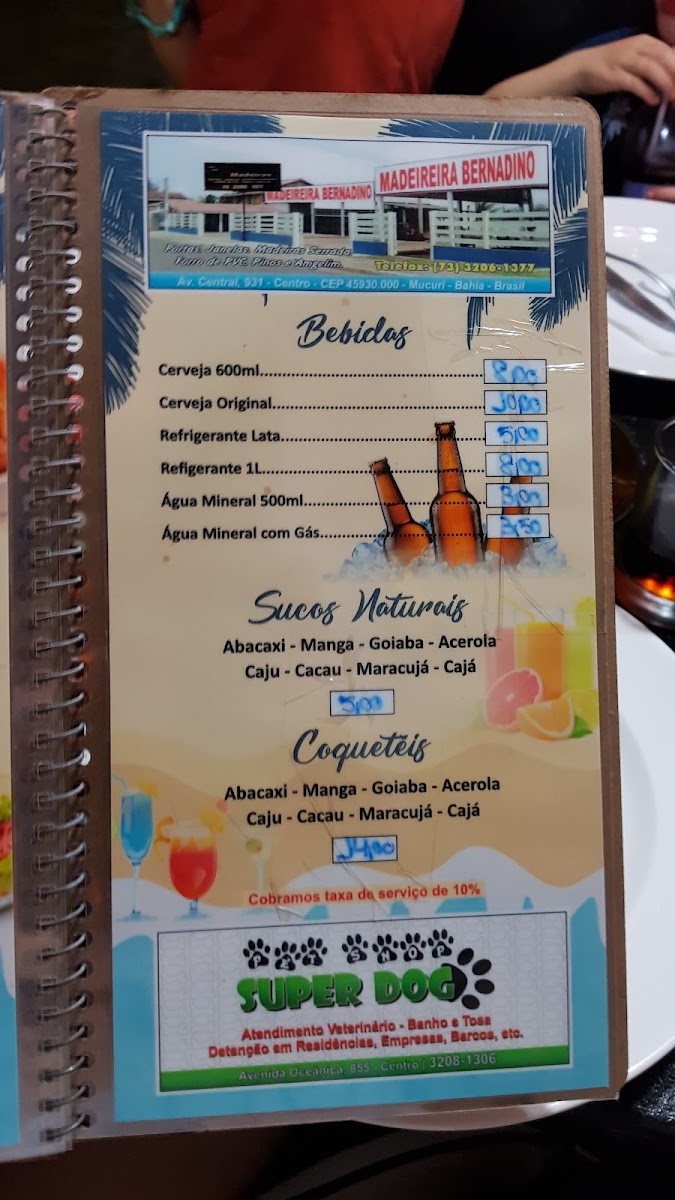 MADEIREIRA BERNADINO
MADEIREIRA BERNADINO
Portas, Janelas, Madeiras Serrada,
Forro de PVC, Pinos e Amgelim.
Telefax: (73) 3206-1377
Av. Central, 931 - Centro - CEP 45930.000 - Mucuri - Bahia - Brasil
Bebidas
Cerveja 600ml 8,00
Cerveja Original 10,00
Refrigerante Lata 5,00
Refigerante 1L 8,00
Água Mineral 500ml 3,00
Água Mineral com Gás 3,50
Sucos Naturais
Abacaxi - Manga - Goiaba - Acerola
Caju - Cacau - Maracujá - Cajá
5,00
Coquetéis
Abacaxi - Manga - Goiaba - Acerola
Caju - Cacau - Maracujá - Cajá
14,00
Cobramos taxa de serviço de 10%
PET SHOP
SUPER DOG
Atendimento Veterinário - Banho e Tosa
Detenção em Residências, Empresas, Barcos, etc.
Avenida Oceânica, 855 - Centro | 3208-1306